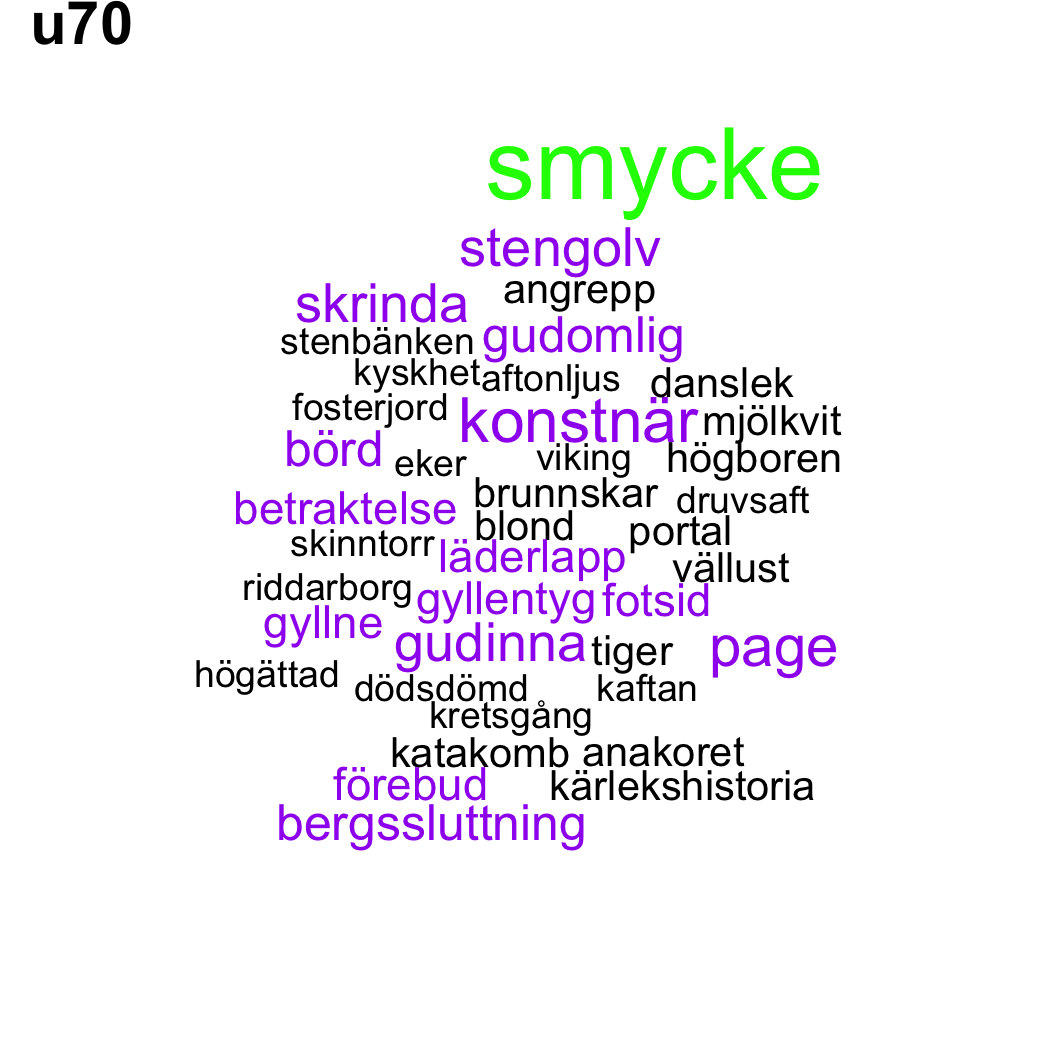 u70
smycke
stengolv
angrepp
skrinda
stenbänken gudomlig
kyskhet aftonljus danslek
fosterjord konstnär mjölkvit
börd eker viking högboren
betraktelse brunnskar druvsaft
skinntorr blond portal
läderlapp vällust
riddarborg gyllentyg fotsid
gyllne gudinna tiger page
högättad dödsdömd kaftan
kretsgång
katakomb anakoret
förebud kärlekshistoria
bergssluttning